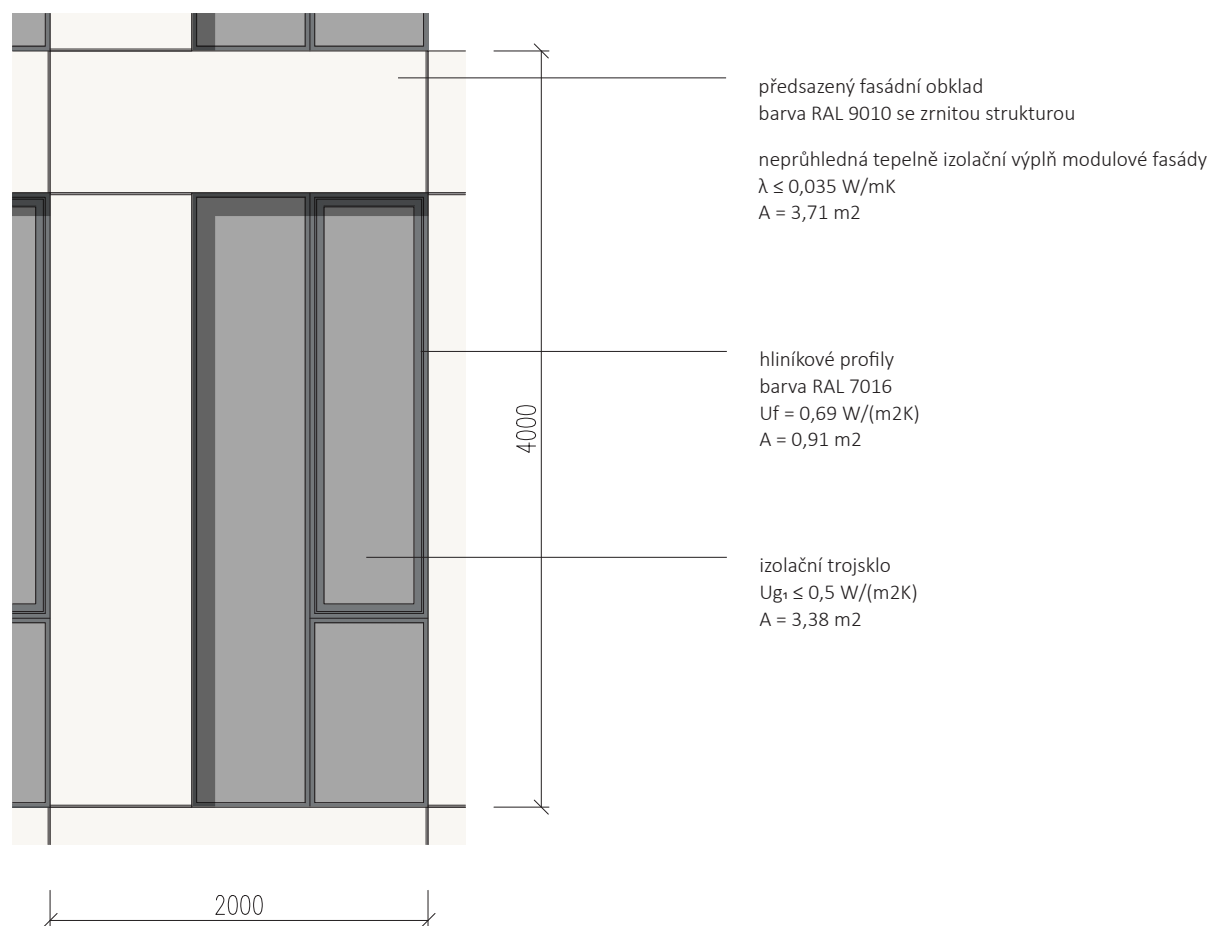 předsazený fasádní obklad
barva RAL 9010 se zrnitou strukturou
neprůhledná tepelně izolační výplň modulové fasády
λ ≤ 0,035 W/mK
A = 3,71 m2
hliníkové profily
barva RAL 7016
Uf = 0,69 W/(m2K)
A = 0,91 m2
4000
izolační trojsklo
Ug₁ ≤ 0,5 W/(m2K)
A = 3,38 m2
2000